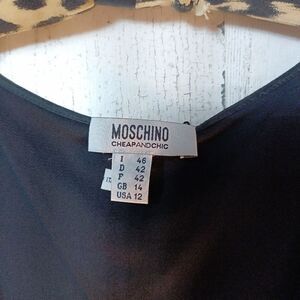 MOSCHINO
CHEAPANDCHIC
I 46
D 42
F 42
GB 14
USA 12